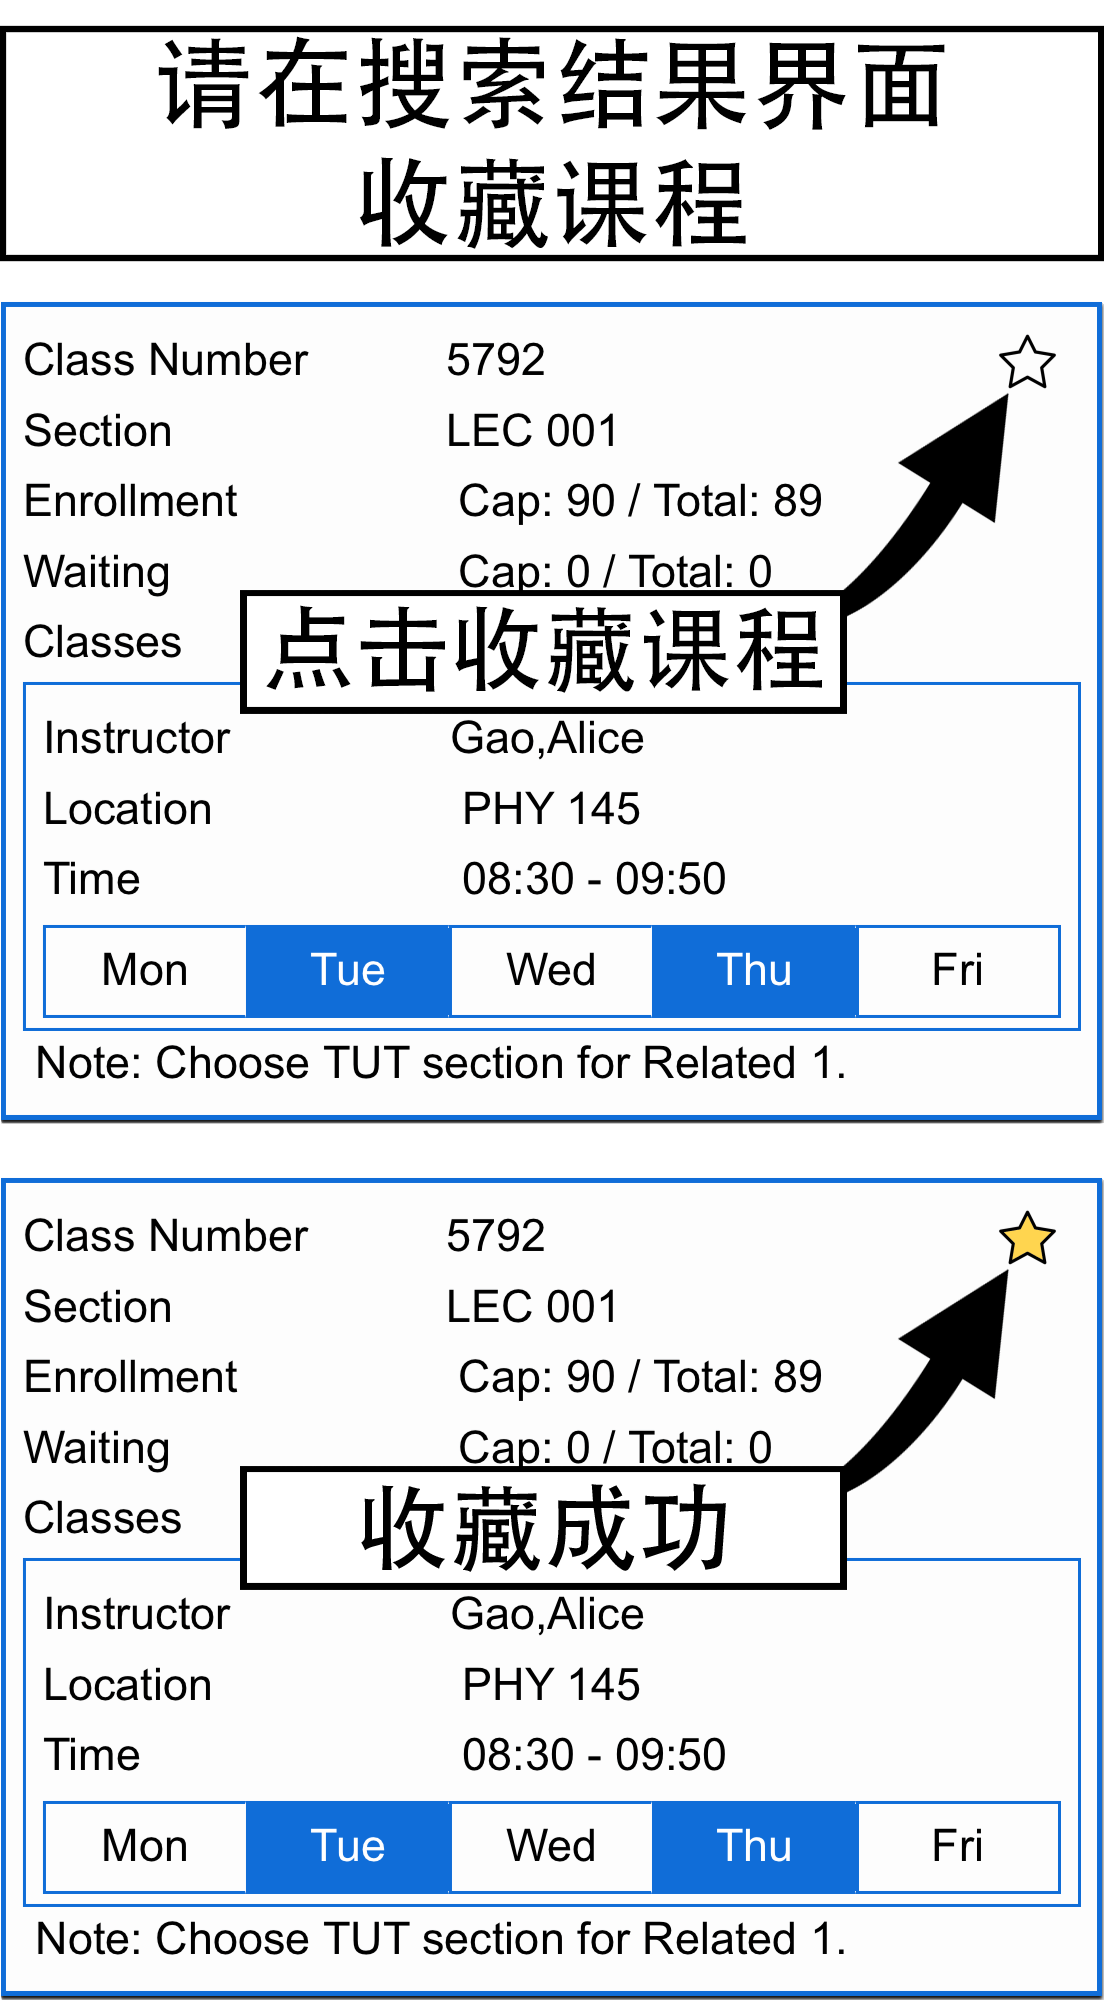 请在搜索结果界面
收藏课程
Class Number 5792
Section LEC 001
Enrollment Cap: 90 / Total: 89
Waiting Cap: 0 / Total: 0
Classes
点击收藏课程
Instructor Gao,Alice
Location PHY 145
Time 08:30 - 09:50
Mon Tue Wed Thu Fri
Note: Choose TUT section for Related 1.
Class Number 5792
Section LEC 001
Enrollment Cap: 90 / Total: 89
Waiting Cap: 0 / Total: 0
Classes
收藏成功
Instructor Gao,Alice
Location PHY 145
Time 08:30 - 09:50
Mon Tue Wed Thu Fri
Note: Choose TUT section for Related 1.